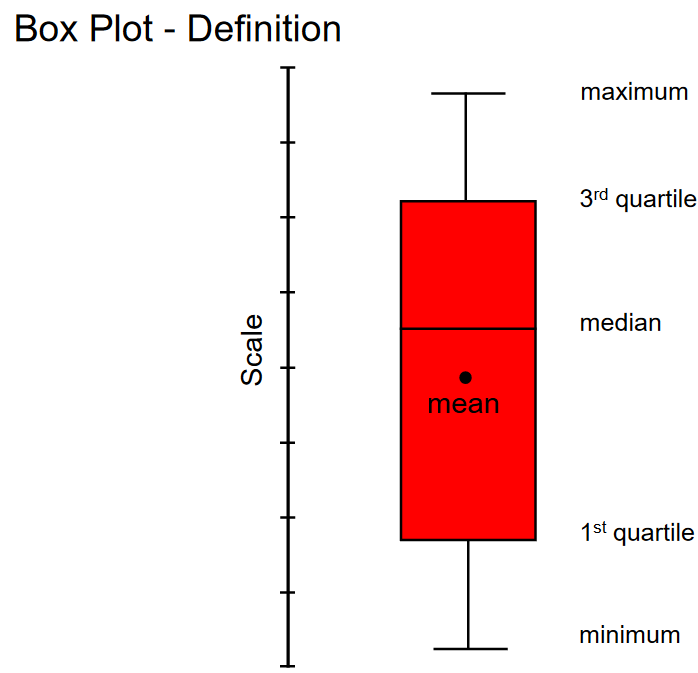 Box Plot - Definition
maximum
3rd quartile
median
Scale
mean
1st quartile
minimum